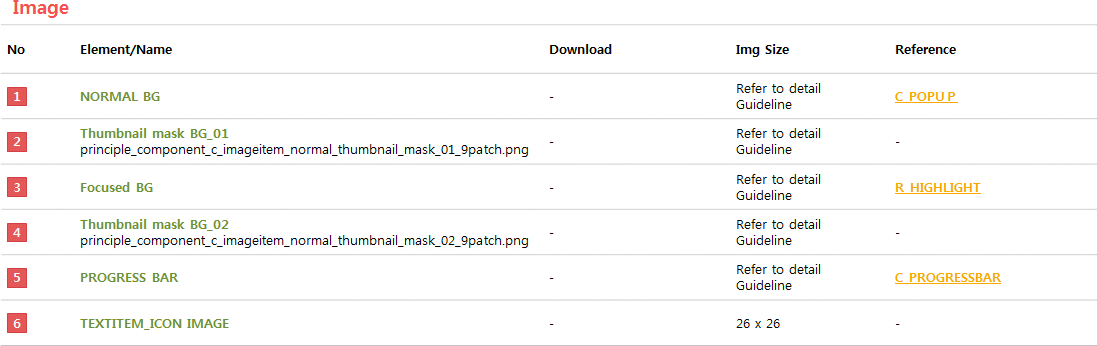 Image
No Element/Name Download Img Size Reference
1 NORMAL BG - Refer to detail Guideline C_POPUP
2 Thumbnail mask BG_01 - Refer to detail Guideline -
principle_component_c_imageitem_normal_thumbnail_mask_01_9patch.png
3 Focused BG - Refer to detail Guideline R_HIGHLIGHT
4 Thumbnail mask BG_02 - Refer to detail Guideline -
principle_component_c_imageitem_normal_thumbnail_mask_02_9patch.png
5 PROGRESS BAR - Refer to detail Guideline C_PROGRESSBAR
6 TEXTITEM_ICON IMAGE - 26 x 26 -